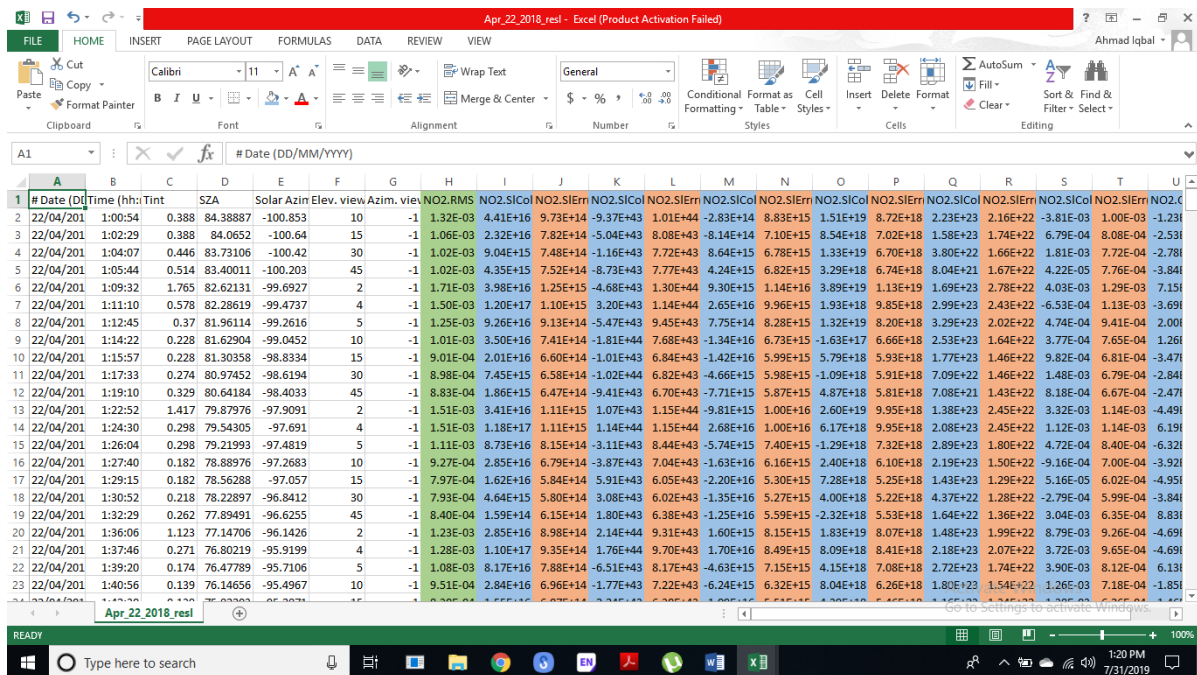 Apr_22_2018_resl - Excel (Product Activation Failed)
FILE HOME INSERT PAGE LAYOUT FORMULAS DATA REVIEW VIEW Ahmad Iqbal
Cut
Copy
Format Painter
Paste
Calibri 11
Wrap Text
Merge & Center
General
Conditional Formatting
Format as Table
Cell Styles
Insert Delete Format
AutoSum
Fill
Clear
Sort & Filter
Find & Select
Clipboard Font Alignment Number Styles Cells Editing
A1 fx # Date (DD/MM/YYYY)
A B C D E F G H I J K L M N O P Q R S T U
1 # Date (DD Time (hh: Tint SZA Solar Azin Elev. view Azim. view NO2.RMS NO2.SlCol NO2.SlErr NO2.SlCol NO2.SlErr NO2.SlCol NO2.SlErr NO2.SlCol NO2.SlErr NO2.SlCol NO2.SlErr NO2.SlCol NO2.SlErr
2 22/04/201 1:00:54 0.388 84.38887 -100.853 10 -1 1.32E-03 4.41E+16 9.73E+14 -9.37E+43 1.01E+44 -2.83E+14 8.83E+15 1.51E+19 8.72E+18 2.23E+23 2.16E+22 -3.81E-03 1.00E-03
3 22/04/201 1:02:29 0.388 84.0652 -100.64 15 -1 1.06E-03 2.32E+16 7.82E+14 -5.04E+43 8.08E+43 -8.14E+14 7.10E+15 8.54E+18 7.02E+18 1.58E+23 1.74E+22 6.79E-04 8.08E-04
4 22/04/201 1:04:07 0.446 83.73106 -100.42 30 -1 1.02E-03 9.04E+15 7.48E+14 -1.16E+43 7.72E+43 8.64E+15 6.78E+15 1.33E+19 6.70E+18 3.80E+22 1.66E+22 1.81E-03 7.72E-04
5 22/04/201 1:05:44 0.514 83.40011 -100.203 45 -1 1.02E-03 4.35E+15 7.52E+14 -8.73E+43 7.77E+43 4.24E+15 6.82E+15 3.29E+18 6.74E+18 8.04E+21 1.67E+22 4.22E-05 7.76E-04
6 22/04/201 1:09:32 1.765 82.62131 -99.6927 2 -1 1.71E-03 3.98E+16 1.25E+15 -4.68E+43 1.30E+44 9.30E+15 1.14E+16 3.89E+19 1.13E+19 1.69E+23 2.78E+22 4.03E-03 1.29E-03
7 22/04/201 1:11:10 0.578 82.28619 -99.4737 4 -1 1.50E-03 1.20E+17 1.10E+15 3.20E+43 1.14E+44 2.65E+16 9.96E+15 1.93E+18 9.85E+18 2.99E+23 2.43E+22 -6.53E-04 1.13E-03
8 22/04/201 1:12:45 0.37 81.96114 -99.2616 5 -1 1.25E-03 9.26E+16 9.13E+14 -5.47E+43 9.45E+43 7.75E+14 8.28E+15 1.32E+19 8.20E+18 3.29E+23 2.02E+22 4.74E-04 9.41E-04
9 22/04/201 1:14:22 0.228 81.62904 -99.0452 10 -1 1.01E-03 3.50E+16 7.41E+14 -1.81E+44 7.68E+43 -1.34E+16 6.73E+15 -1.63E+17 6.66E+18 2.53E+23 1.64E+22 3.77E-04 7.65E-04
10 22/04/201 1:15:57 0.228 81.30358 -98.8334 15 -1 9.01E-04 2.01E+16 6.60E+14 -1.01E+43 6.84E+43 -1.42E+16 5.99E+15 5.79E+18 5.93E+18 1.77E+23 1.46E+22 9.82E-04 6.81E-04
11 22/04/201 1:17:33 0.274 80.97452 -98.6194 30 -1 8.98E-04 7.45E+15 6.58E+14 -1.02E+44 6.82E+43 -4.66E+15 5.98E+15 -1.09E+18 5.91E+18 7.09E+22 1.46E+22 1.48E-03 6.79E-04
12 22/04/201 1:19:10 0.329 80.64184 -98.4033 45 -1 8.83E-04 1.86E+15 6.47E+14 -9.41E+43 6.70E+43 -7.71E+15 5.87E+15 4.87E+18 5.81E+18 7.08E+21 1.43E+22 8.18E-04 6.67E-04
13 22/04/201 1:22:52 1.417 79.87976 -97.9091 2 -1 1.51E-03 3.41E+16 1.11E+15 1.07E+43 1.15E+44 -9.81E+15 1.00E+16 2.60E+19 9.95E+18 1.38E+23 2.45E+22 3.32E-03 1.14E-03
14 22/04/201 1:24:30 0.298 79.54305 -97.691 4 -1 1.51E-03 1.18E+17 1.11E+15 1.14E+44 1.15E+44 2.68E+16 1.00E+16 6.17E+18 9.95E+18 2.08E+23 2.45E+22 1.12E-03 1.14E-03
15 22/04/201 1:26:04 0.298 79.21993 -97.4819 5 -1 1.11E-03 8.73E+16 8.15E+14 -3.11E+43 8.44E+43 -5.74E+15 7.40E+15 -1.29E+18 7.32E+18 2.89E+23 1.80E+22 4.72E-04 8.40E-04
16 22/04/201 1:27:40 0.182 78.88976 -97.2683 10 -1 9.27E-04 2.85E+16 6.79E+14 -3.87E+43 7.04E+43 -1.63E+16 6.16E+15 2.40E+18 6.10E+18 2.19E+23 1.50E+22 -9.16E-04 7.00E-04
17 22/04/201 1:29:15 0.182 78.56288 -97.057 15 -1 7.97E-04 1.62E+16 5.84E+14 5.91E+43 6.05E+43 -2.20E+16 5.30E+15 7.28E+18 5.25E+18 1.43E+23 1.29E+22 5.16E-05 6.02E-04
18 22/04/201 1:30:52 0.218 78.22897 -96.8412 30 -1 7.93E-04 4.64E+15 5.80E+14 3.08E+43 6.02E+43 -1.35E+16 5.27E+15 4.00E+18 5.22E+18 4.37E+22 1.28E+22 -2.79E-04 5.99E-04
19 22/04/201 1:32:29 0.262 77.89491 -96.6255 45 -1 8.40E-04 1.59E+14 6.15E+14 1.80E+43 6.38E+43 -1.25E+16 5.59E+15 -2.32E+18 5.53E+18 1.64E+22 1.36E+22 3.04E-03 6.35E-04
20 22/04/201 1:36:06 1.123 77.14706 -96.1426 2 -1 1.23E-03 2.85E+16 8.98E+14 2.14E+44 9.31E+43 1.60E+15 8.15E+15 1.83E+19 8.07E+18 1.48E+23 1.99E+22 8.79E-03 9.26E-04
21 22/04/201 1:37:46 0.271 76.80219 -95.9199 4 -1 1.28E-03 1.10E+17 9.35E+14 1.76E+44 9.70E+43 1.70E+16 8.49E+15 8.09E+18 8.41E+18 2.18E+23 2.07E+22 3.72E-03 9.65E-04
22 22/04/201 1:39:20 0.174 76.47789 -95.7106 5 -1 1.08E-03 8.17E+16 7.88E+14 -6.51E+43 8.17E+43 -4.63E+15 7.15E+15 4.15E+18 7.08E+18 2.72E+23 1.74E+22 3.90E-03 8.12E-04
23 22/04/201 1:40:56 0.139 76.14656 -95.4967 10 -1 9.51E-04 2.84E+16 6.96E+14 -1.77E+43 7.22E+43 -6.24E+15 6.32E+15 8.04E+18 6.26E+18 1.80E+23 1.54E+22 1.26E-03 7.18E-04
Go to Settings to activate Windows.
Apr_22_2018_resl
READY 100%
Type here to search
EN
1:20 PM
7/31/2019